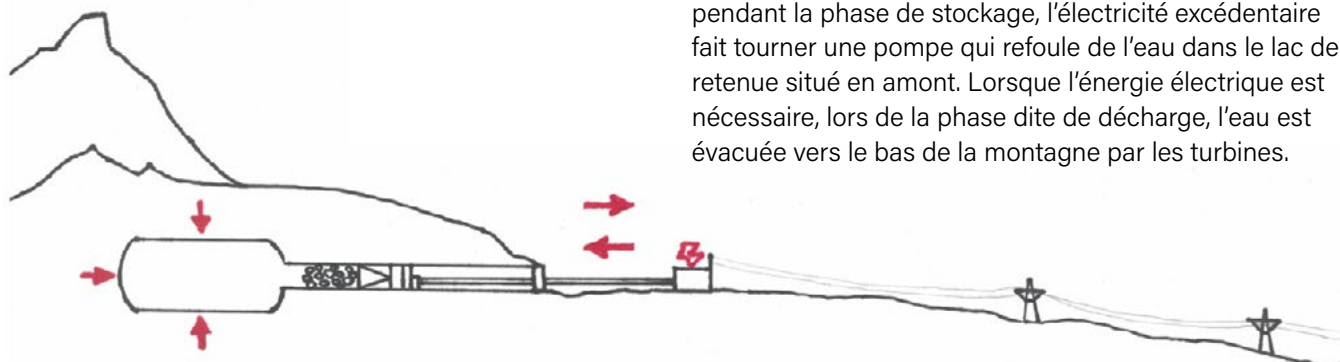 pendant la phase de stockage, l’électricité excédentaire
fait tourner une pompe qui refoule de l’eau dans le lac de
retenue situé en amont. Lorsque l’énergie électrique est
nécessaire, lors de la phase dite de décharge, l’eau est
évacuée vers le bas de la montagne par les turbines.